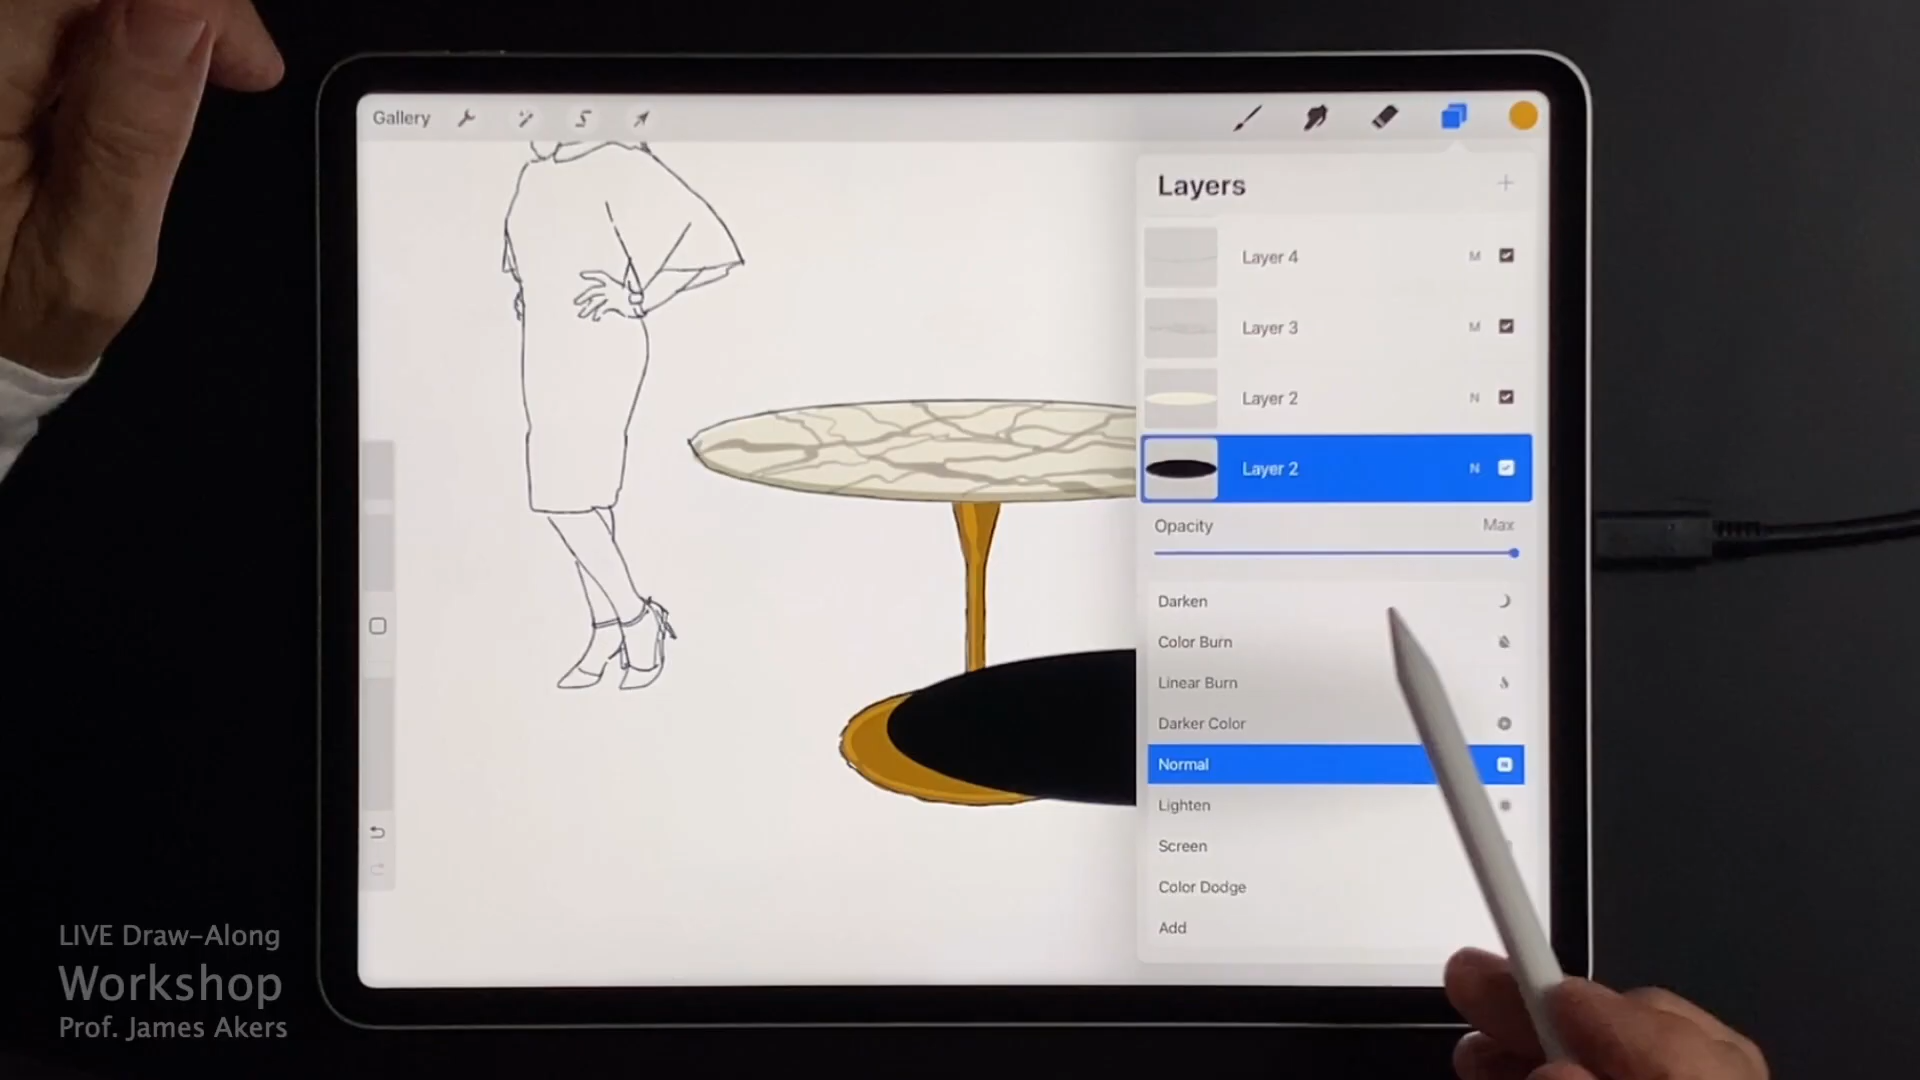 Gallery
Layers
Layer 4 M
Layer 3 M
Layer 2 N
Layer 2 N
Opacity Max
Darken
Color Burn
Linear Burn
Darker Color
Normal N
Lighten
Screen
Color Dodge
Add
LIVE Draw-Along
Workshop
Prof. James Akers